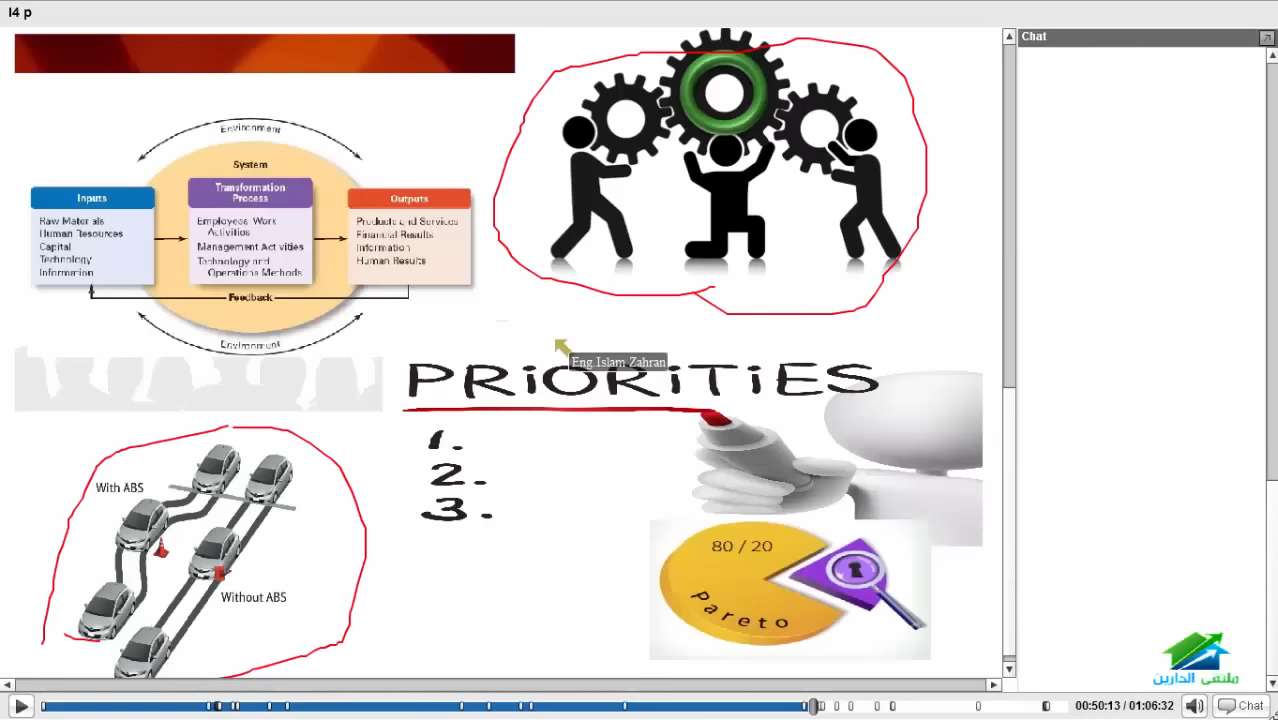 l4 p
Chat
Environment
System
Inputs
Raw Materials
Human Resources
Capital
Technology
Information
Transformation
Process
Employees' Work
Activities
Management Activities
Technology and
Operations Methods
Outputs
Products and Services
Financial Results
Information
Human Results
Feedback
Environment
Eng.Islam Zahran
PRiORiTiES
1.
2.
3.
With ABS
Without ABS
80 / 20
Pareto
ملتقى الدارين
00:50:13 / 01:06:32
Chat